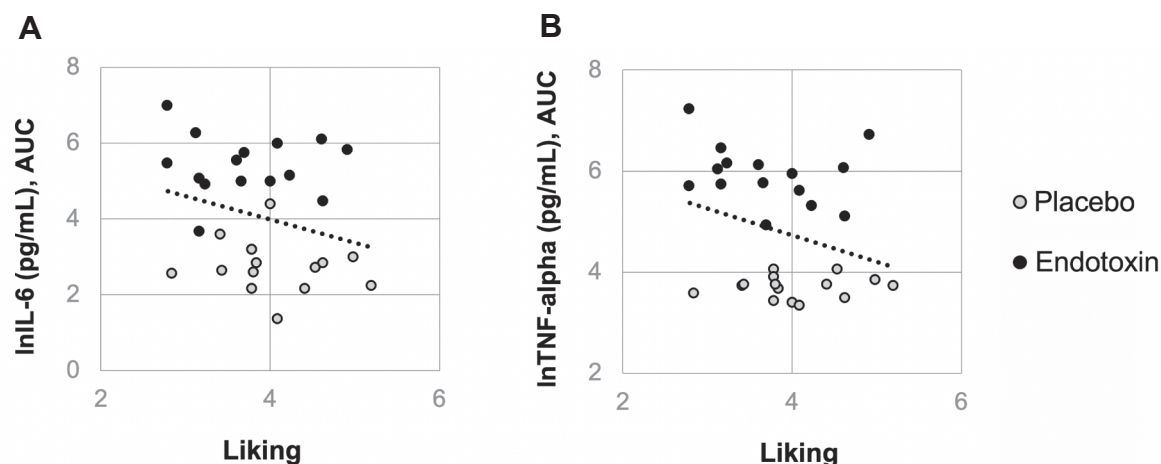 A
lnIL-6 (pg/mL), AUC
8
6
4
2
0
2 4 6
Liking
B
lnTNF-alpha (pg/mL), AUC
8
6
4
2
2 4 6
Liking
Placebo
Endotoxin